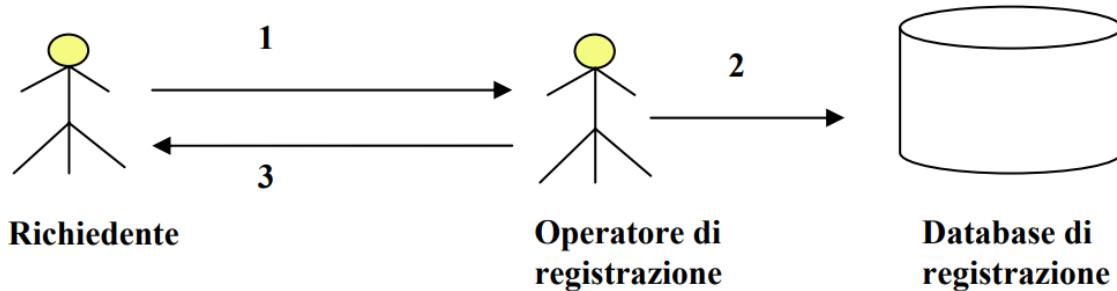 1
2
3
Richiedente
Operatore di
registrazione
Database di
registrazione